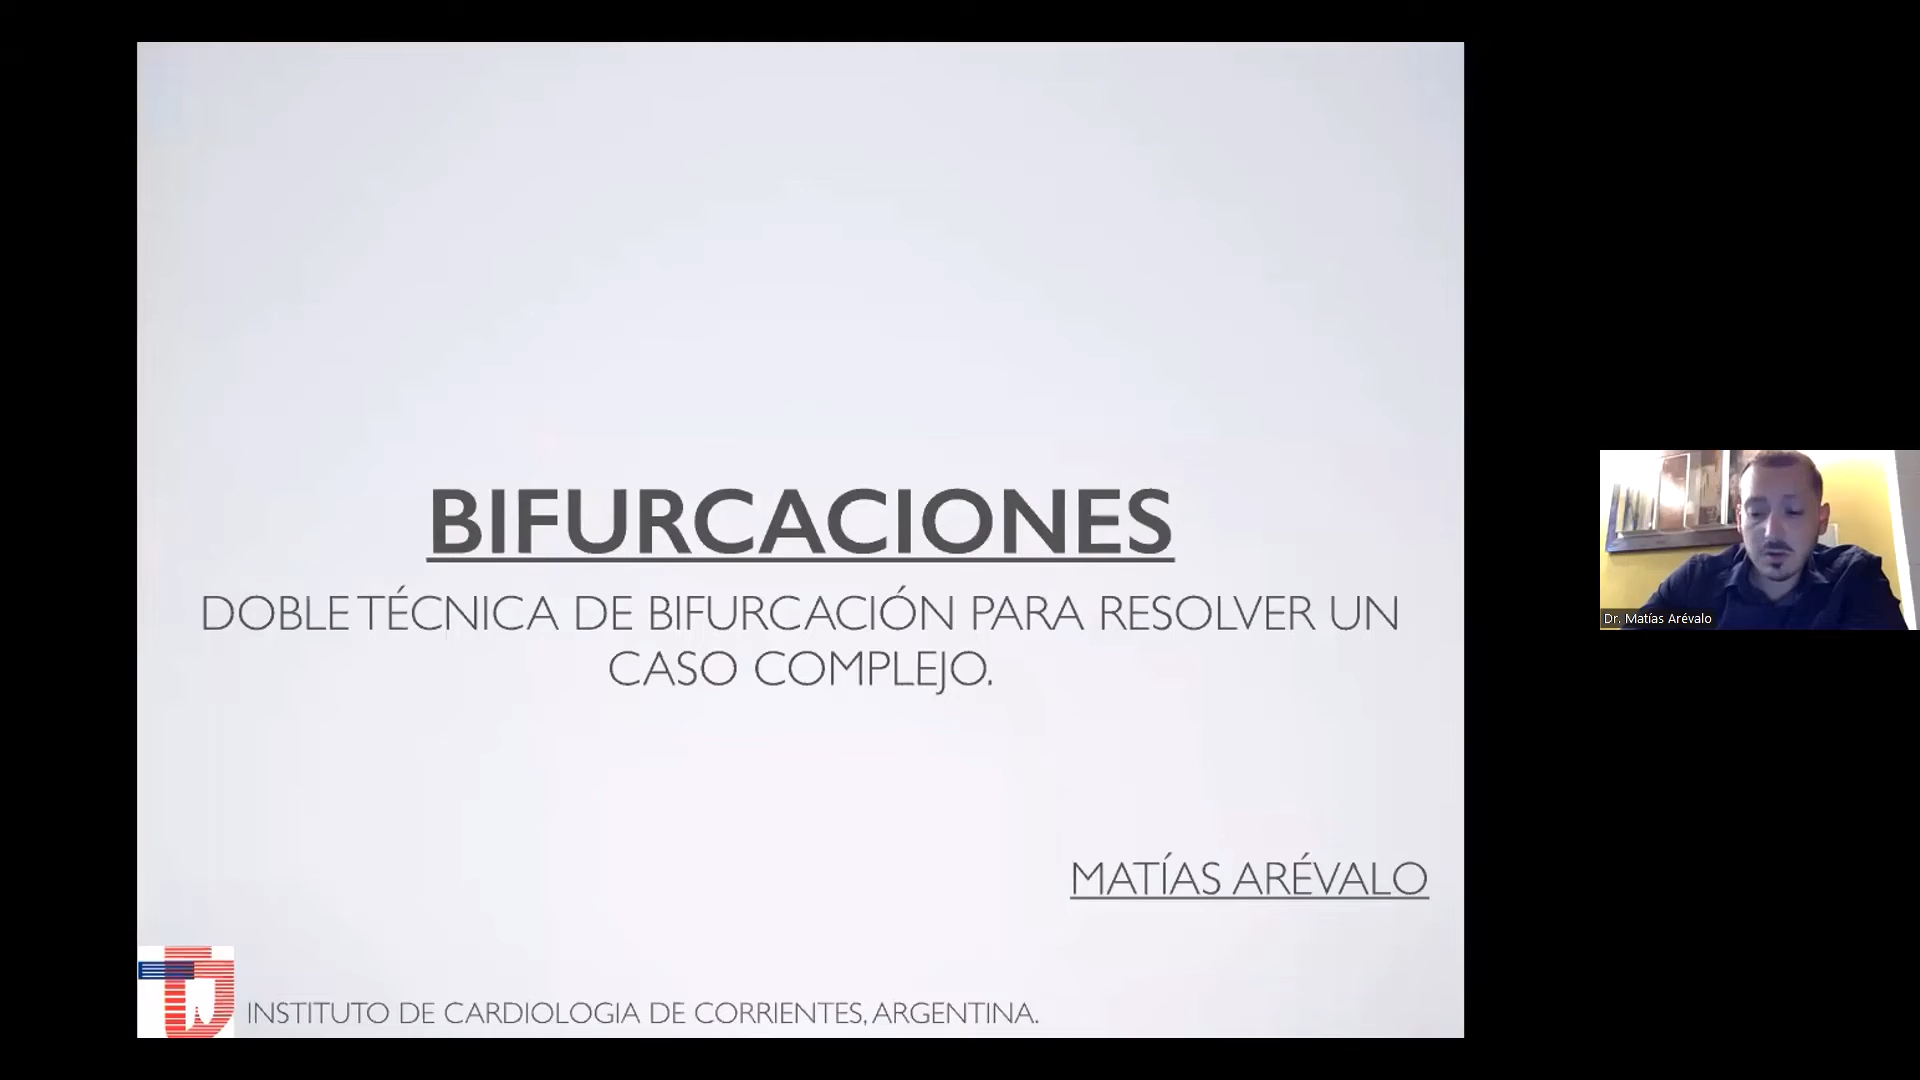 BIFURCACIONES
DOBLE TÉCNICA DE BIFURCACIÓN PARA RESOLVER UN
CASO COMPLEJO.
Dr. Matías Arévalo
MATÍAS ARÉVALO
INSTITUTO DE CARDIOLOGIA DE CORRIENTES, ARGENTINA.